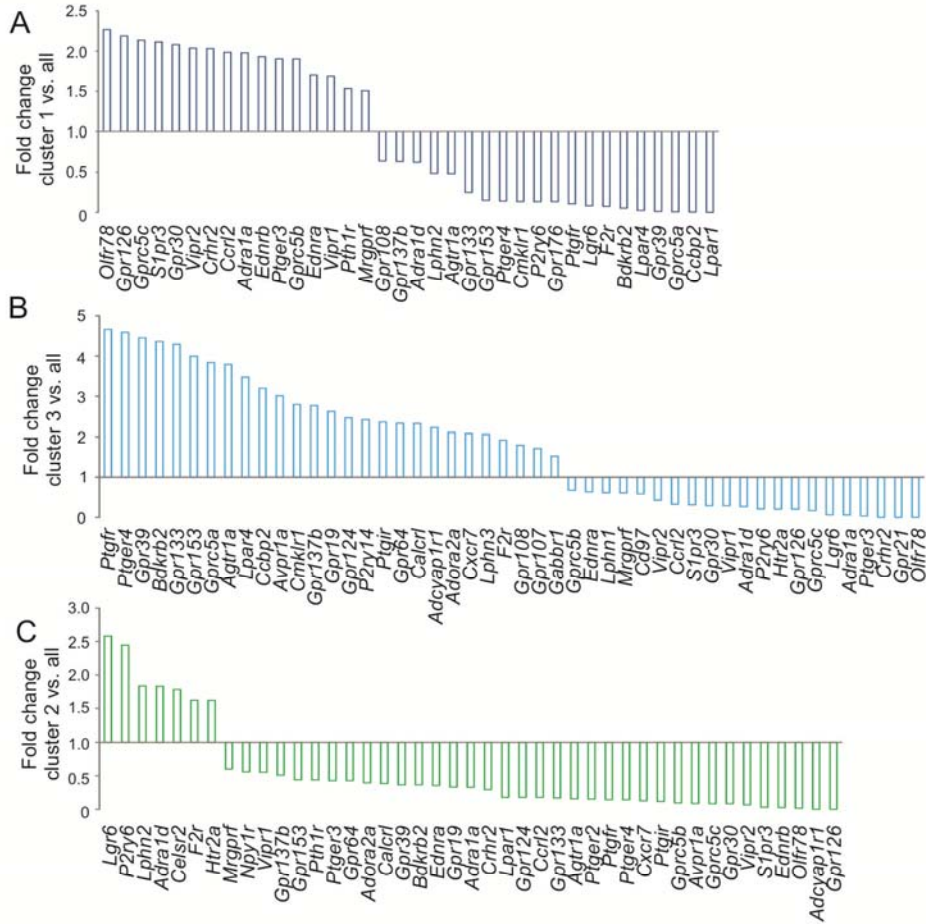 A
Fold change
cluster 1 vs. all
2.5
2.0
1.5
1.0
0.5
0
Olfr78
Gpr126
Gprc5c
S1pr3
Gpr30
Vipr2
Crhr2
Ccrl2
Adra1a
Ednrb
Ptger3
Gprc5b
Ednra
Vipr1
Pth1r
Mrgprf
Gpr108
Gpr137b
Adra1d
Lphn2
Agtr1a
Gpr133
Gpr153
Ptger4
Cmklr1
P2ry6
Gpr176
Ptgfr
Lgr6
F2r
Bdkrb2
Lpar4
Gpr39
Gprc5a
Ccbp2
Lpar1
B
Fold change
cluster 3 vs. all
5
4
3
2
1
0
Ptgfr
Ptger4
Gpr39
Bdkrb2
Gpr133
Gpr153
Gprc5a
Agtr1a
Lpar4
Ccbp2
Avpr1a
Cmklr1
Gpr137b
Gpr19
Gpr124
P2ry14
Ptgir
Gpr64
Calcrl
Adcyap1r1
Adora2a
Cxcr7
Lphn3
F2r
Gpr108
Gpr107
Gabbr1
Gprc5b
Ednra
Lphn1
Mrgprf
Cd97
Vipr2
Ccrl2
S1pr3
Gpr30
Vipr1
Adra1d
P2ry6
Htr2a
Gpr126
Gprc5c
Lgr6
Adra1a
Ptger3
Crhr2
Gpr21
Olfr78
C
Fold change
cluster 2 vs. all
3.0
2.5
2.0
1.5
1.0
0.5
0
Lgr6
P2ry6
Lphn2
Adra1d
Celsr2
F2r
Htr2a
Mrgprf
Npy1r
Vipr1
Gpr137b
Gpr153
Pth1r
Ptger3
Gpr64
Adora2a
Calcrl
Gpr39
Bdkrb2
Ednra
Gpr19
Adra1a
Crhr2
Lpar1
Gpr124
Ccrl2
Gpr133
Agtr1a
Ptger2
Ptgfr
Ptger4
Cxcr7
Ptgir
Gprc5b
Avpr1a
Gprc5c
Gpr30
Vipr2
S1pr3
Ednrb
Olfr78
Adcyap1r1
Gpr126